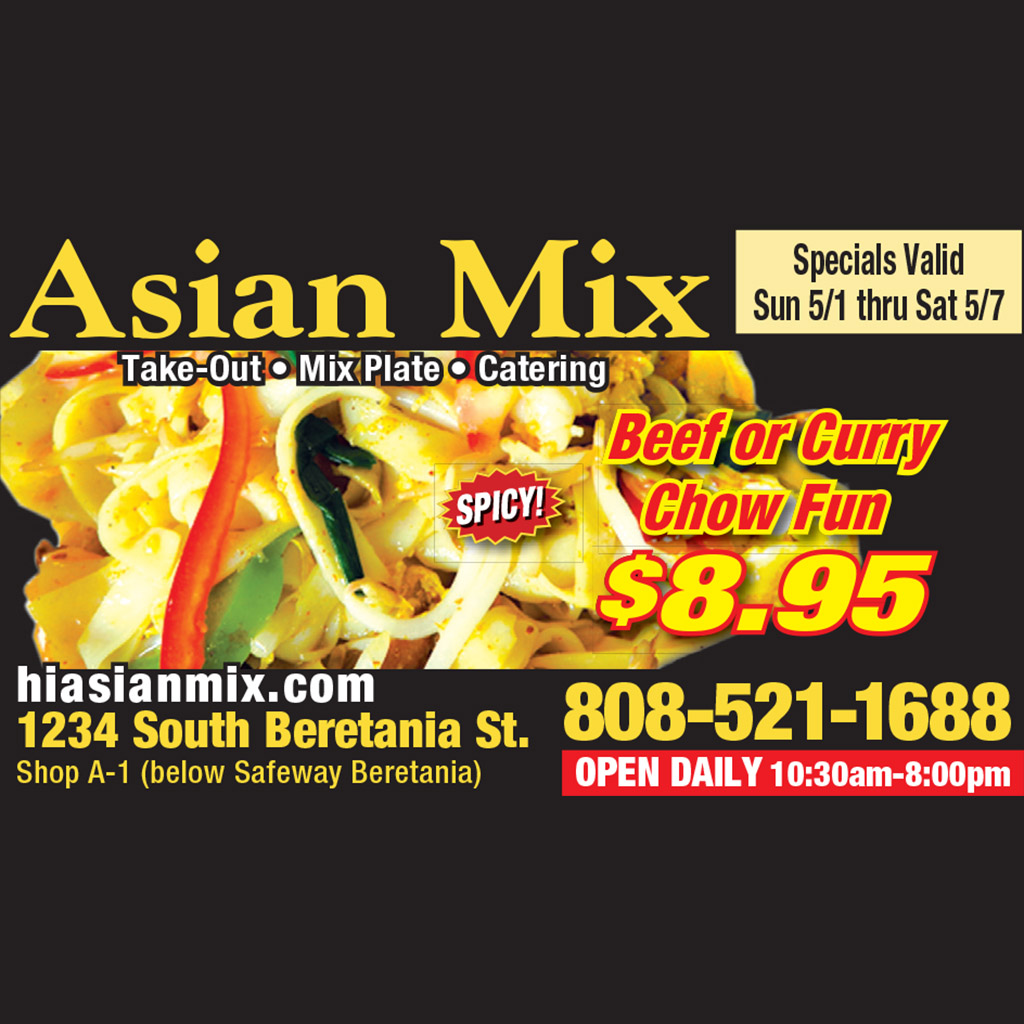 Asian Mix
Specials Valid
Sun 5/1 thru Sat 5/7
Take-Out • Mix Plate • Catering
Beef or Curry
Chow Fun
SPICY!
$8.95
hiasianmix.com
1234 South Beretania St.
Shop A-1 (below Safeway Beretania)
808-521-1688
OPEN DAILY 10:30am-8:00pm